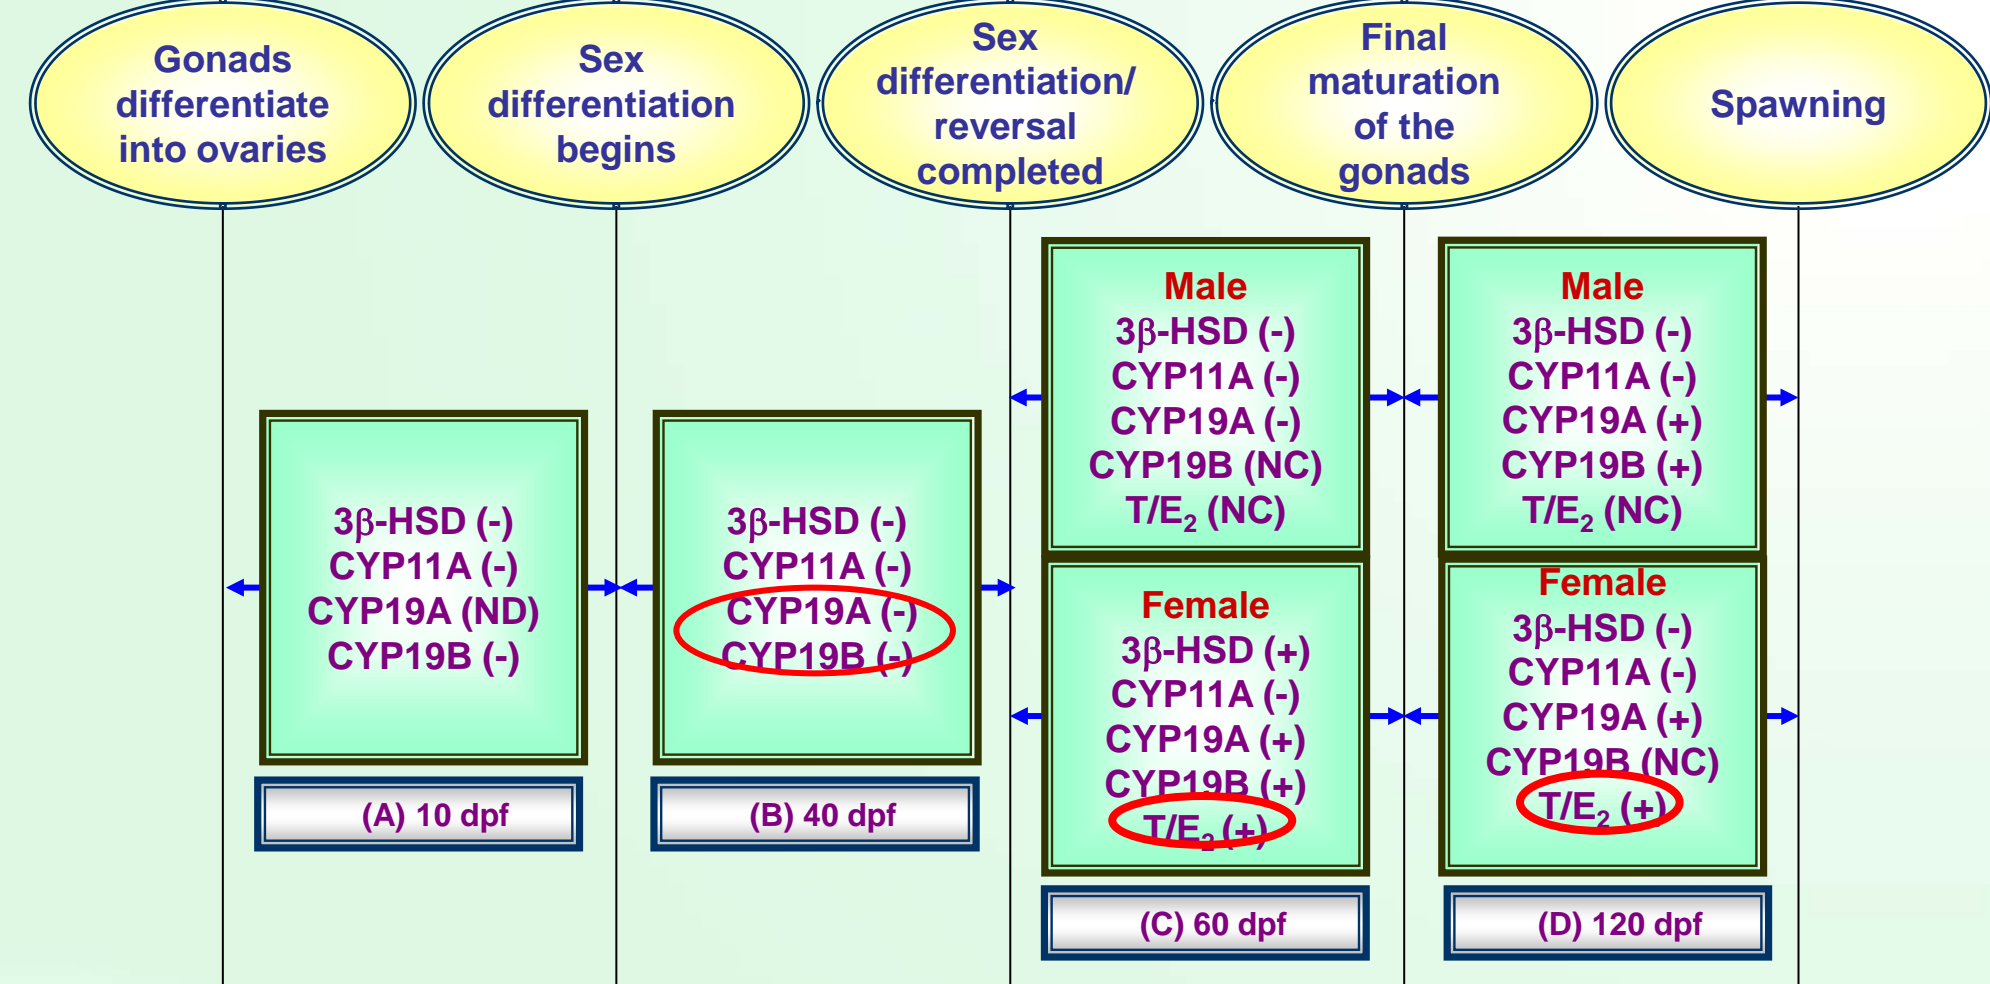 Gonads
differentiate
into ovaries
Sex
differentiation
begins
Sex
differentiation/
reversal
completed
Final
maturation
of the
gonads
Spawning
3β-HSD (-)
CYP11A (-)
CYP19A (ND)
CYP19B (-)
(A) 10 dpf
3β-HSD (-)
CYP11A (-)
CYP19A (-)
CYP19B (-)
(B) 40 dpf
Male
3β-HSD (-)
CYP11A (-)
CYP19A (-)
CYP19B (NC)
T/E₂ (NC)
Female
3β-HSD (+)
CYP11A (-)
CYP19A (+)
CYP19B (+)
T/E₂ (+)
(C) 60 dpf
Male
3β-HSD (-)
CYP11A (-)
CYP19A (+)
CYP19B (+)
T/E₂ (NC)
Female
3β-HSD (-)
CYP11A (-)
CYP19A (+)
CYP19B (NC)
T/E₂ (+)
(D) 120 dpf